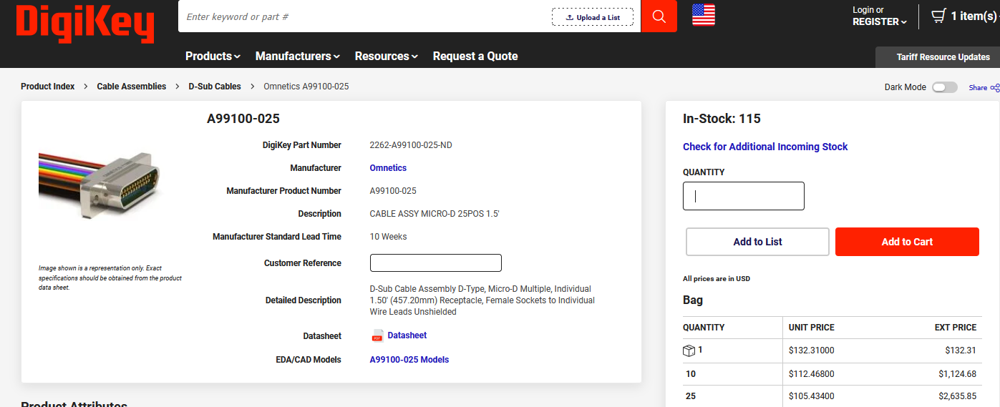 DigiKey
Enter keyword or part #
Upload a List
Login or
REGISTER
1 item(s)
Products
Manufacturers
Resources
Request a Quote
Tariff Resource Updates
Product Index > Cable Assemblies > D-Sub Cables > Omnetics A99100-025
Dark Mode
Share
A99100-025
DigiKey Part Number 2262-A99100-025-ND
Manufacturer Omnetics
Manufacturer Product Number A99100-025
Description CABLE ASSY MICRO-D 25POS 1.5'
Manufacturer Standard Lead Time 10 Weeks
Customer Reference
Detailed Description D-Sub Cable Assembly D-Type, Micro-D Multiple, Individual
1.50' (457.20mm) Receptacle, Female Sockets to Individual
Wire Leads Unshielded
Datasheet PDF Datasheet
EDA/CAD Models A99100-025 Models
Image shown is a representation only. Exact
specifications should be obtained from the product
data sheet.
Product Attributes
In-Stock: 115
Check for Additional Incoming Stock
QUANTITY
Add to List
Add to Cart
All prices are in USD
Bag
QUANTITY UNIT PRICE EXT PRICE
1 $132.31000 $132.31
10 $112.46800 $1,124.68
25 $105.43400 $2,635.85